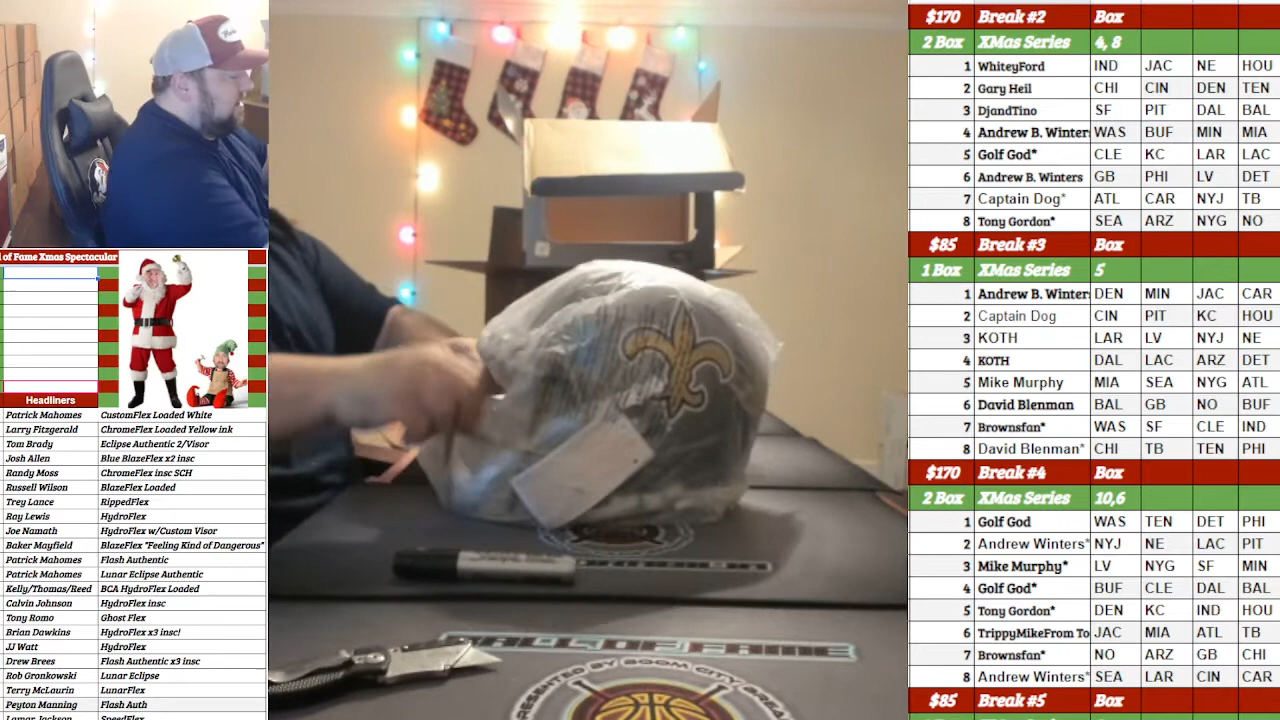 l of Fame Xmas Spectacular
Headliners
Patrick Mahomes CustomFlex Loaded White
Larry Fitzgerald ChromeFlex Loaded Yellow ink
Tom Brady Eclipse Authentic 2/Visor
Josh Allen Blue BlazeFlex x2 insc
Randy Moss ChromeFlex insc SCH
Russell Wilson BlazeFlex Loaded
Trey Lance RippedFlex
Ray Lewis HydroFlex
Joe Namath HydroFlex w/Custom Visor
Baker Mayfield BlazeFlex "Feeling Kind of Dangerous"
Patrick Mahomes Flash Authentic
Patrick Mahomes Lunar Eclipse Authentic
Kelly/Thomas/Reed BCA HydroFlex Loaded
Calvin Johnson HydroFlex insc
Tony Romo Ghost Flex
Brian Dawkins HydroFlex x3 insc!
JJ Watt HydroFlex
Drew Brees Flash Authentic x3 insc
Rob Gronkowski Lunar Eclipse
Terry McLaurin LunarFlex
Peyton Manning Flash Auth
Lamar Jackson SpeedFlex
HALL OF FAME
PRESENTED BY BOOM CITY BREAK
$170 Break #2 Box
2 Box XMas Series 4, 8
1 WhiteyFord IND JAC NE HOU
2 Gary Heil CHI CIN DEN TEN
3 DjandTino SF PIT DAL BAL
4 Andrew B. Winters WAS BUF MIN MIA
5 Golf God* CLE KC LAR LAC
6 Andrew B. Winters GB PHI LV DET
7 Captain Dog* ATL CAR NYJ TB
8 Tony Gordon* SEA ARZ NYG NO
$85 Break #3 Box
1 Box XMas Series 5
1 Andrew B. Winters DEN MIN JAC CAR
2 Captain Dog CIN PIT KC HOU
3 KOTH LAR LV NYJ NE
4 KOTH DAL LAC ARZ DET
5 Mike Murphy MIA SEA NYG ATL
6 David Blenman BAL GB NO BUF
7 Brownsfan* WAS SF CLE IND
8 David Blenman* CHI TB TEN PHI
$170 Break #4 Box
2 Box XMas Series 10,6
1 Golf God WAS TEN DET PHI
2 Andrew Winters* NYJ NE LAC PIT
3 Mike Murphy* LV NYG SF MIN
4 Golf God* BUF CLE DAL BAL
5 Tony Gordon* DEN KC IND HOU
6 TrippyMikeFrom To JAC MIA ATL TB
7 Brownsfan* NO ARZ GB CHI
8 Andrew Winters* SEA LAR CIN CAR
$85 Break #5 Box